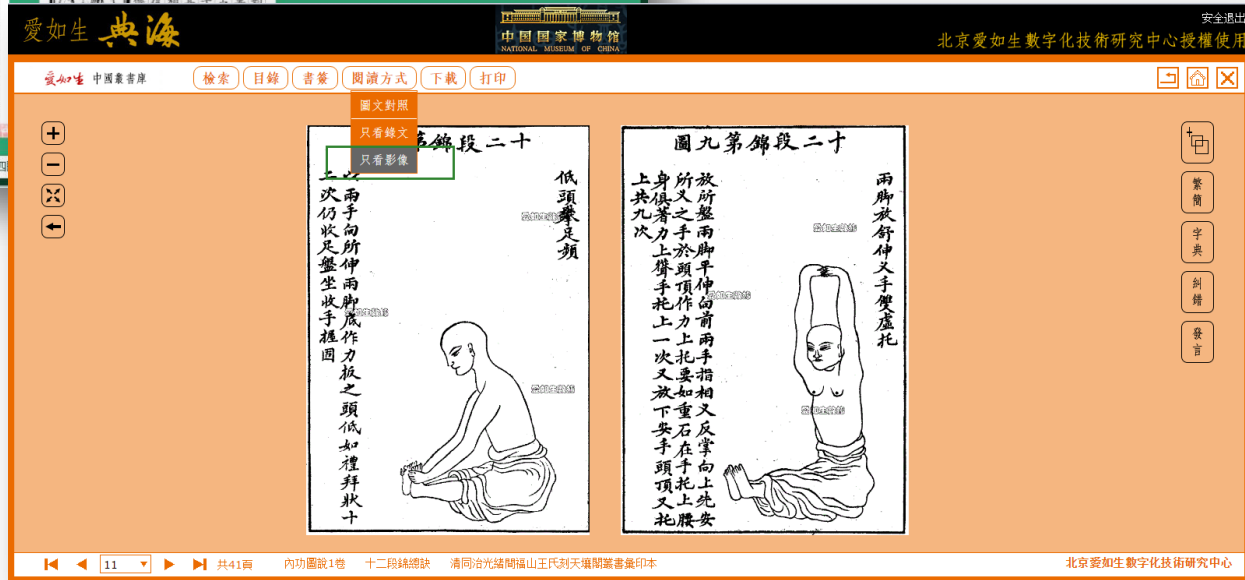 安全退出
愛如生 典海
中国国家博物馆
NATIONAL MUSEUM OF CHINA
北京愛如生數字化技術研究中心授權使用
愛如生 中國叢書庫
檢索
目錄
書籤
閱讀方式
下載
打印
圖文對照
只看錄文
只看影像
十二段錦第九圖
兩脚放舒伸叉手雙虛托
放所盤兩脚平伸向前兩手指相叉反掌向上先安
所叉之手於頭頂作力上托要如重石在手托上腰
身俱著力上聳手托上一次又放下安手頭頂又托
上共九次
十二段錦第
低頭攀足頻
以兩手向所伸兩脚底作力扳之頭低如禮拜狀十
二次仍收足盤坐收手握固
繁簡
字典
糾錯
發言
11
共41頁
內功圖說1卷
十二段錦總訣
清同治光緒間福山王氏刻天壤閣叢書彙印本
北京愛如生數字化技術研究中心